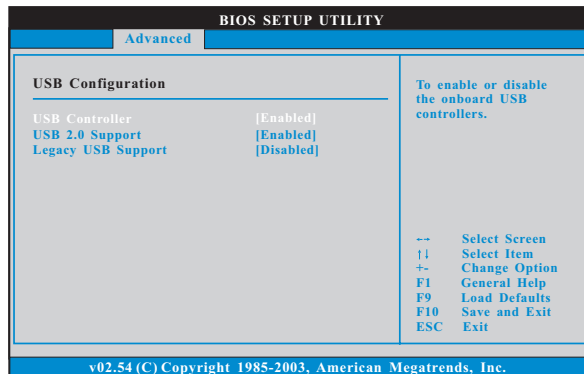 BIOS SETUP UTILITY
Advanced
USB Configuration
USB Controller [Enabled]
USB 2.0 Support [Enabled]
Legacy USB Support [Disabled]
To enable or disable
the onboard USB
controllers.
←→ Select Screen
↑↓ Select Item
+- Change Option
F1 General Help
F9 Load Defaults
F10 Save and Exit
ESC Exit
v02.54 (C) Copyright 1985-2003, American Megatrends, Inc.